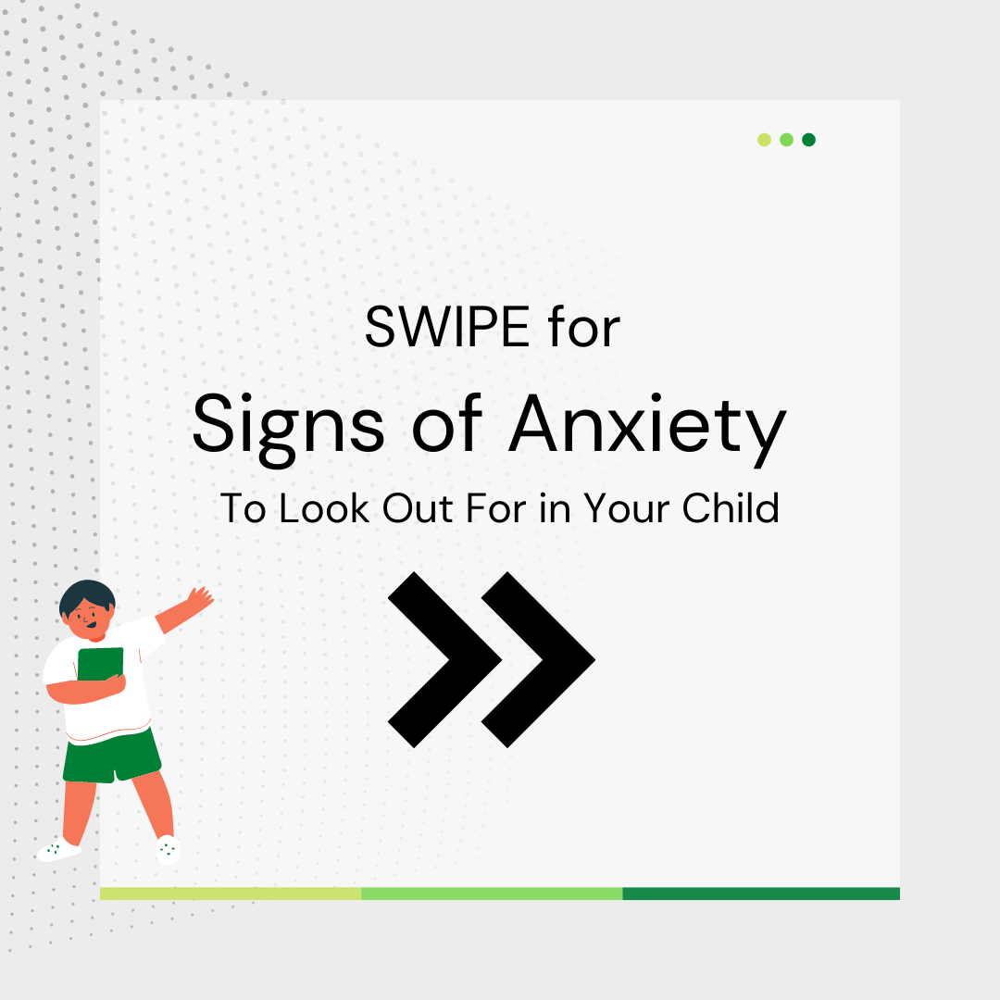 SWIPE for
Signs of Anxiety
To Look Out For in Your Child